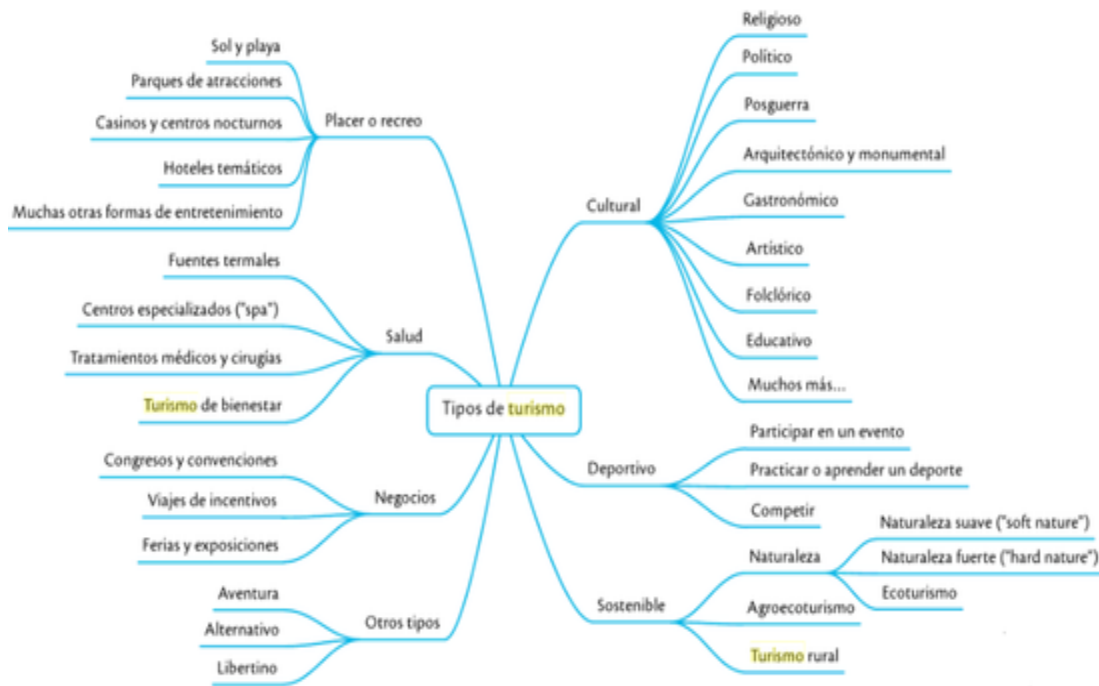 Tipos de turismo
Placer o recreo
Sol y playa
Parques de atracciones
Casinos y centros nocturnos
Hoteles temáticos
Muchas otras formas de entretenimiento
Salud
Fuentes termales
Centros especializados ("spa")
Tratamientos médicos y cirugías
Turismo de bienestar
Negocios
Congresos y convenciones
Viajes de incentivos
Ferias y exposiciones
Otros tipos
Aventura
Alternativo
Libertino
Cultural
Religioso
Político
Posguerra
Arquitectónico y monumental
Gastronómico
Artístico
Folclórico
Educativo
Muchos más...
Deportivo
Participar en un evento
Practicar o aprender un deporte
Competir
Sostenible
Naturaleza
Naturaleza suave ("soft nature")
Naturaleza fuerte ("hard nature")
Ecoturismo
Agroecoturismo
Turismo rural